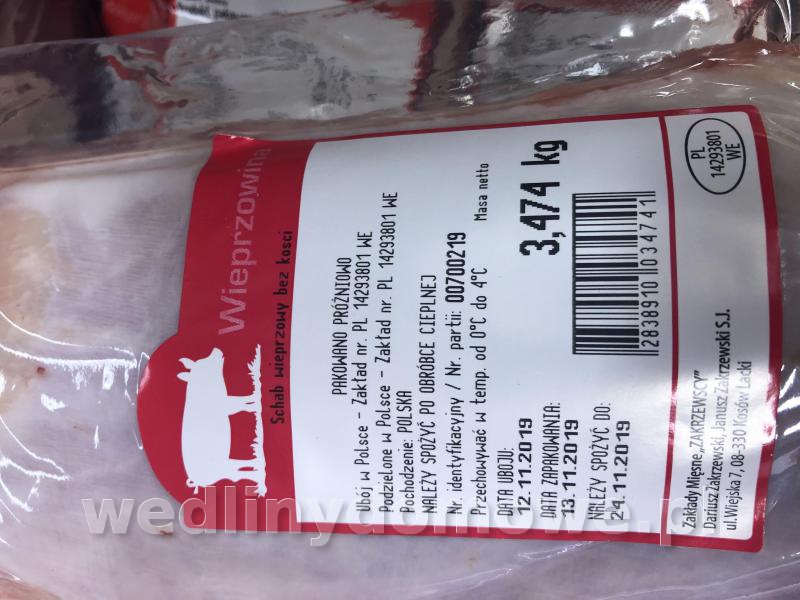 Wieprzowina
Schab wieprzowy bez kosci
PAKOWANO PRÓŻNIOWO
Ubój w Polsce - Zakład nr. PL 14293801 WE
Podzielone w Polsce - Zakład nr. PL 14293801 WE
Pochodzenie: POLSKA
NALEŻY SPOŻYĆ PO OBRÓBCE CIEPLNEJ
Nr. identyfikacyjny / Nr. partii: 00700219
Przechowywać w temp. od 0°C do 4°C
Masa netto
3,474 kg
DATA UBOJU:
12.11.2019
DATA ZAPAKOWANIA:
13.11.2019
NALEŻY SPOŻYĆ DO:
24.11.2019
2838910034741
PL
14293801
WE
Zakłady Mięsne „ZAKRZEWSCY"
Dariusz Zakrzewski, Janusz Zakrzewski S.J.
ul. Wiejska 7, 08-330 Kosów Lacki
wedlinydomowe.p